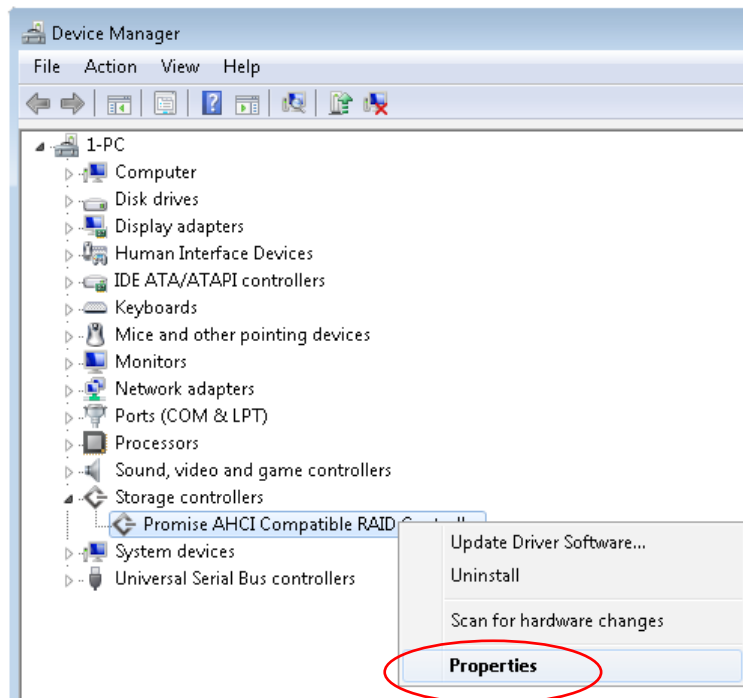 Device Manager
File Action View Help
1-PC
Computer
Disk drives
Display adapters
Human Interface Devices
IDE ATA/ATAPI controllers
Keyboards
Mice and other pointing devices
Monitors
Network adapters
Ports (COM & LPT)
Processors
Sound, video and game controllers
Storage controllers
Promise AHCI Compatible RAID
Update Driver Software...
Uninstall
Scan for hardware changes
Properties
System devices
Universal Serial Bus controllers